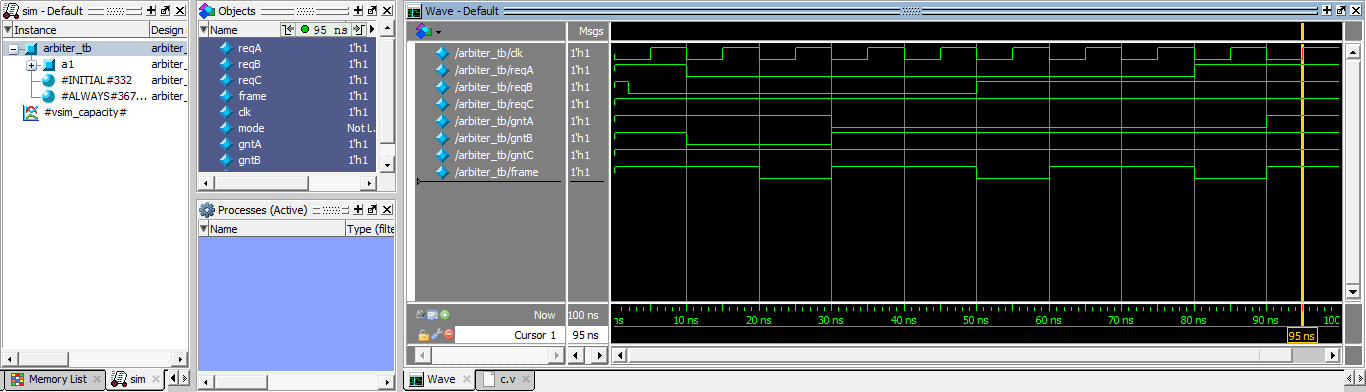 sim - Default
Instance
Design
arbiter_tb
arbiter_
a1
arbiter_
#INITIAL#332
arbiter_
#ALWAYS#367...
arbiter_
#vsim_capacity#
Memory List
sim
Objects
Name
95 ns
reqA
1'h1
reqB
1'h1
reqC
1'h1
frame
1'h1
clk
1'h1
mode
Not L...
gntA
1'h1
gntB
1'h1
Processes (Active)
Name
Type (filte
Wave - Default
Msgs
/arbiter_tb/clk
1'h1
/arbiter_tb/reqA
1'h1
/arbiter_tb/reqB
1'h1
/arbiter_tb/reqC
1'h1
/arbiter_tb/gntA
1'h1
/arbiter_tb/gntB
1'h1
/arbiter_tb/gntC
1'h1
/arbiter_tb/frame
1'h1
Now
100 ns
ns 10 ns 20 ns 30 ns 40 ns 50 ns 60 ns 70 ns 80 ns 90 ns 100
Cursor 1
95 ns
95 ns
Wave
c.v